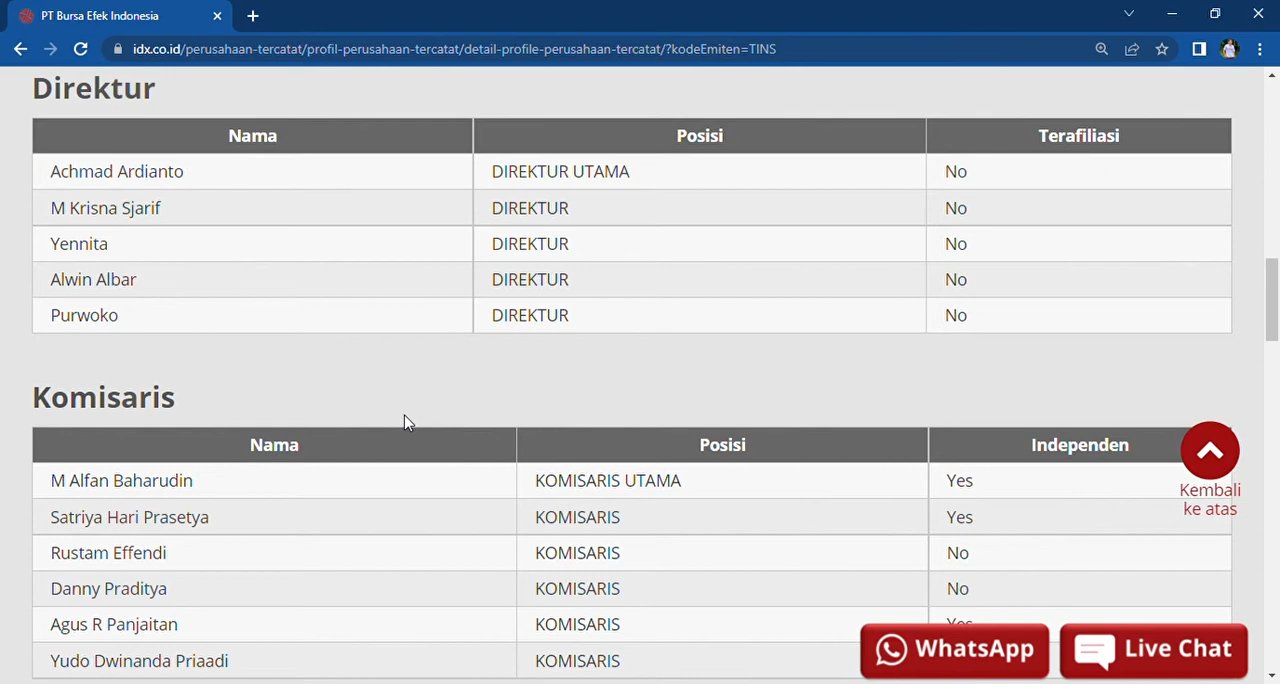 PT Bursa Efek Indonesia
idx.co.id/perusahaan-tercatat/profil-perusahaan-tercatat/detail-profile-perusahaan-tercatat/?kodeEmiten=TINS
Direktur
Nama Posisi Terafiliasi
Achmad Ardianto DIREKTUR UTAMA No
M Krisna Sjarif DIREKTUR No
Yennita DIREKTUR No
Alwin Albar DIREKTUR No
Purwoko DIREKTUR No
Komisaris
Nama Posisi Independen
M Alfan Baharudin KOMISARIS UTAMA Yes
Satriya Hari Prasetya KOMISARIS Yes
Rustam Effendi KOMISARIS No
Danny Praditya KOMISARIS No
Agus R Panjaitan KOMISARIS Yes
Yudo Dwinanda Priaadi KOMISARIS
Kembali
ke atas
WhatsApp
Live Chat